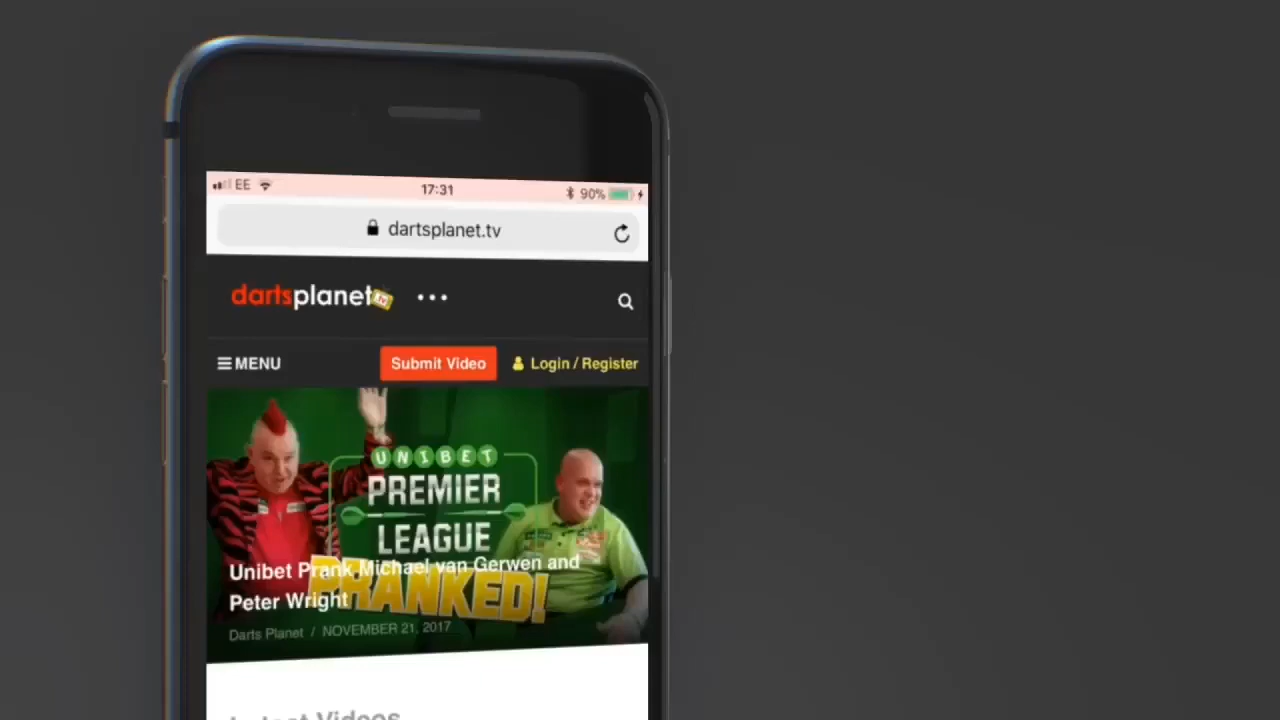 EE 17:31 90%
dartsplanet.tv
dartsplanet tv
MENU Submit Video Login / Register
UNIBET
PREMIER
LEAGUE
PRANKED!
Unibet Prank Michael van Gerwen and
Peter Wright
Darts Planet / NOVEMBER 21, 2017
Latest Videos